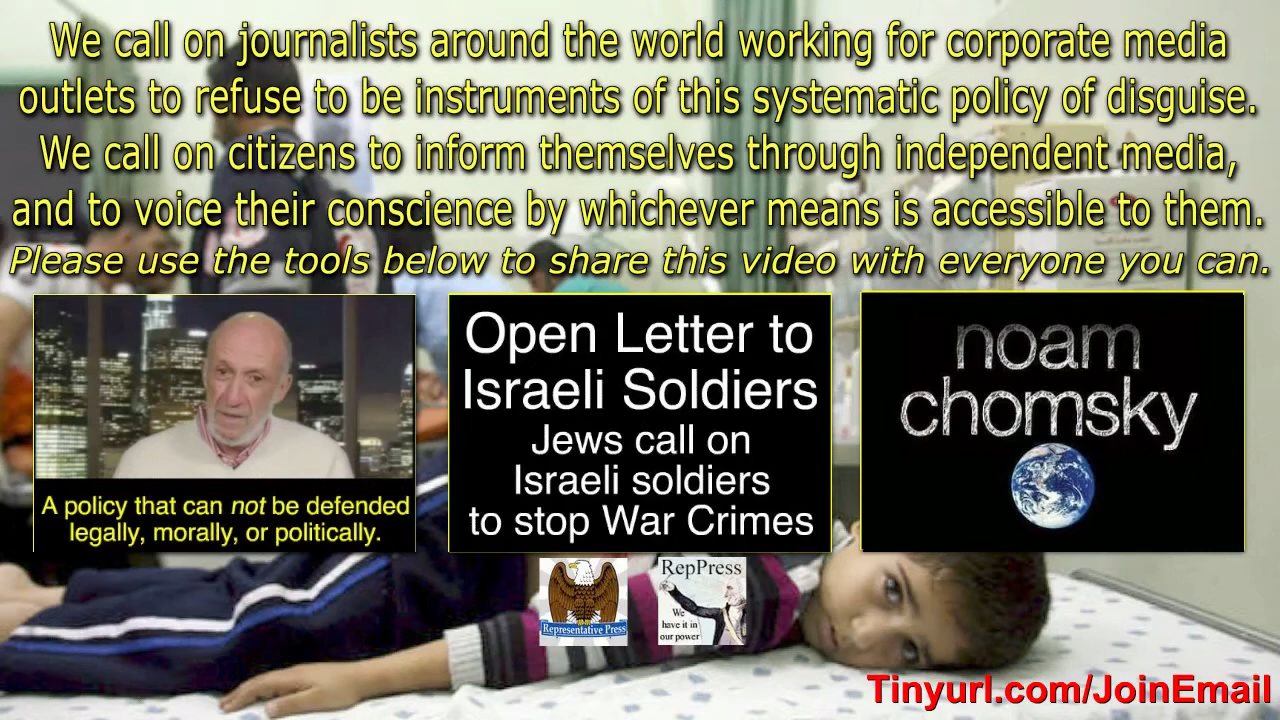 We call on journalists around the world working for corporate media
outlets to refuse to be instruments of this systematic policy of disguise.
We call on citizens to inform themselves through independent media,
and to voice their conscience by whichever means is accessible to them.
Please use the tools below to share this video with everyone you can.
A policy that can not be defended
legally, morally, or politically.
Open Letter to
Israeli Soldiers
Jews call on
Israeli soldiers
to stop War Crimes
noam
chomsky
Representative Press
RepPress
We
have it in
our power
Tinyurl.com/JoinEmail